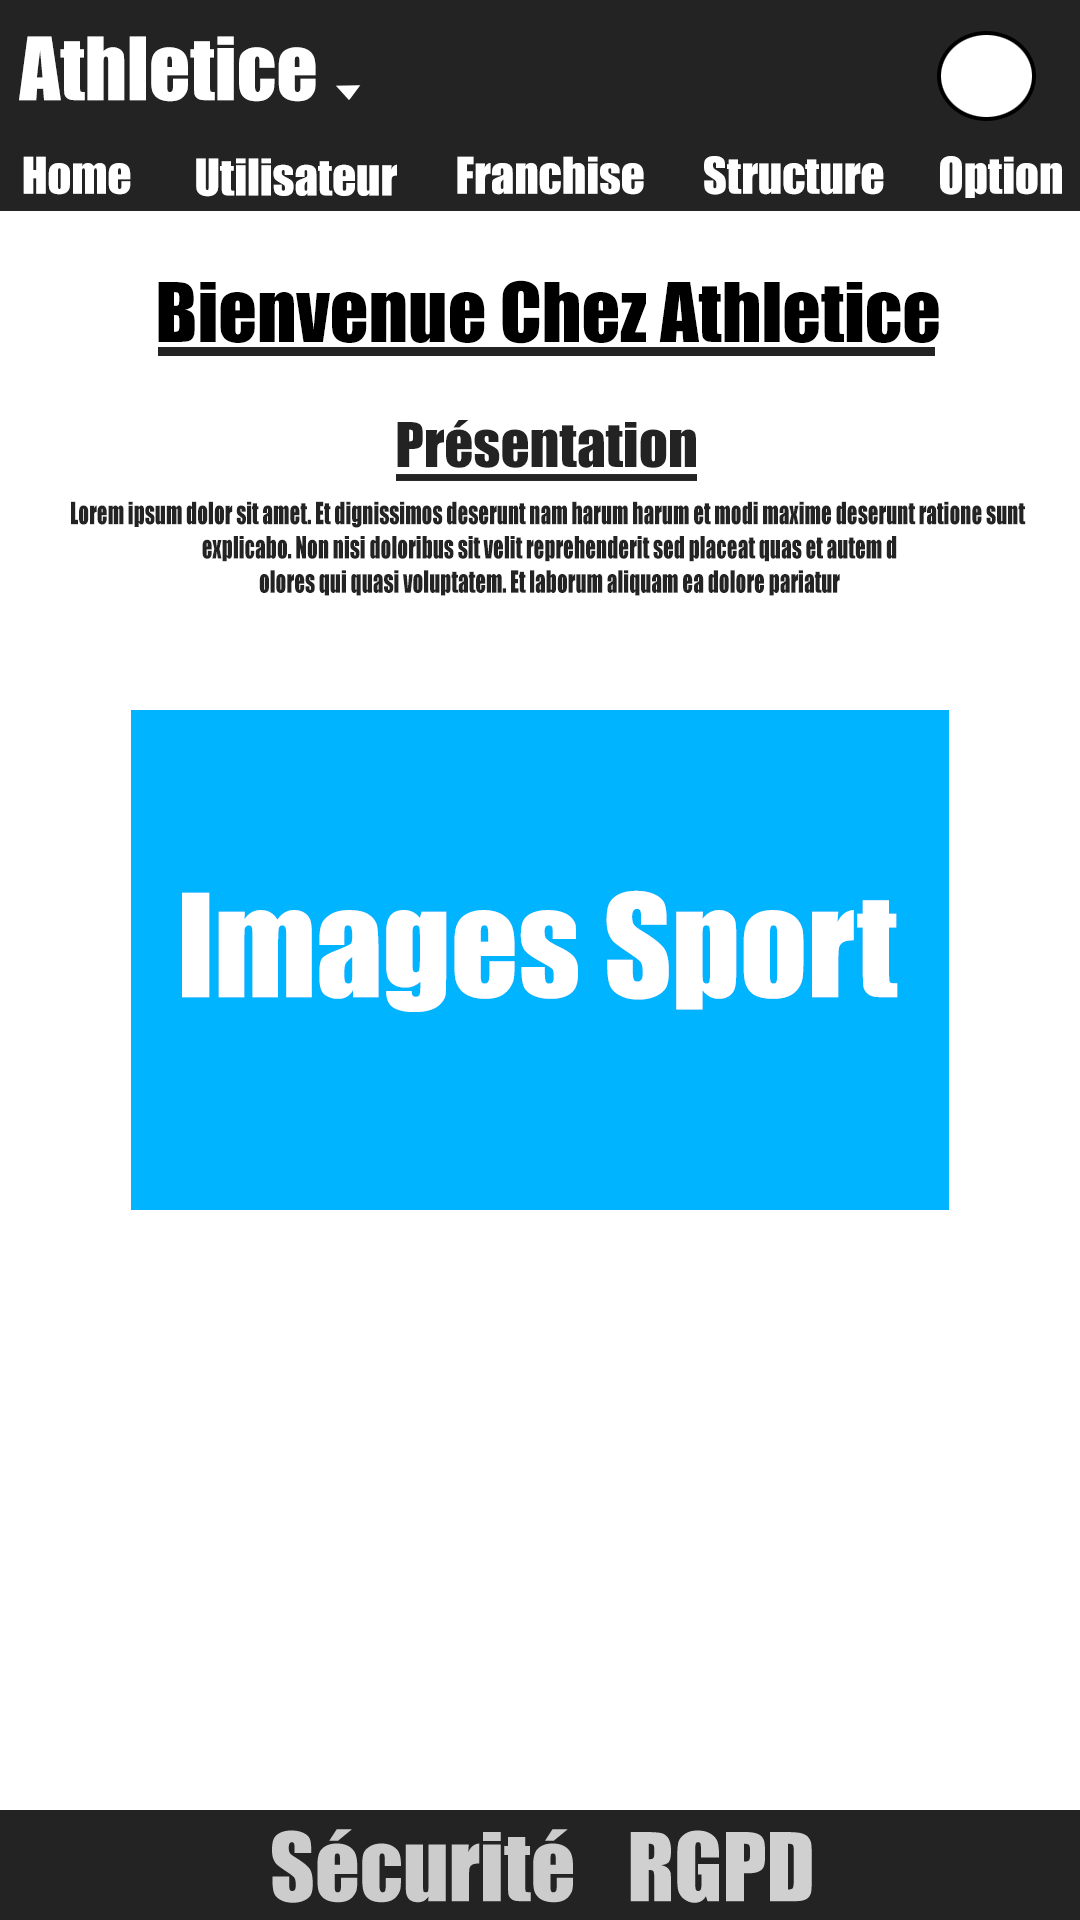 Athletice
Home Utilisateur Franchise Structure Option
Bienvenue Chez Athletice
Présentation
Lorem ipsum dolor sit amet. Et dignissimos deserunt nam harum harum et modi maxime deserunt ratione sunt
explicabo. Non nisi doloribus sit velit reprehenderit sed placeat quas et autem d
olores qui quasi voluptatem. Et laborum aliquam ea dolore pariatur
Images Sport
Sécurité RGPD